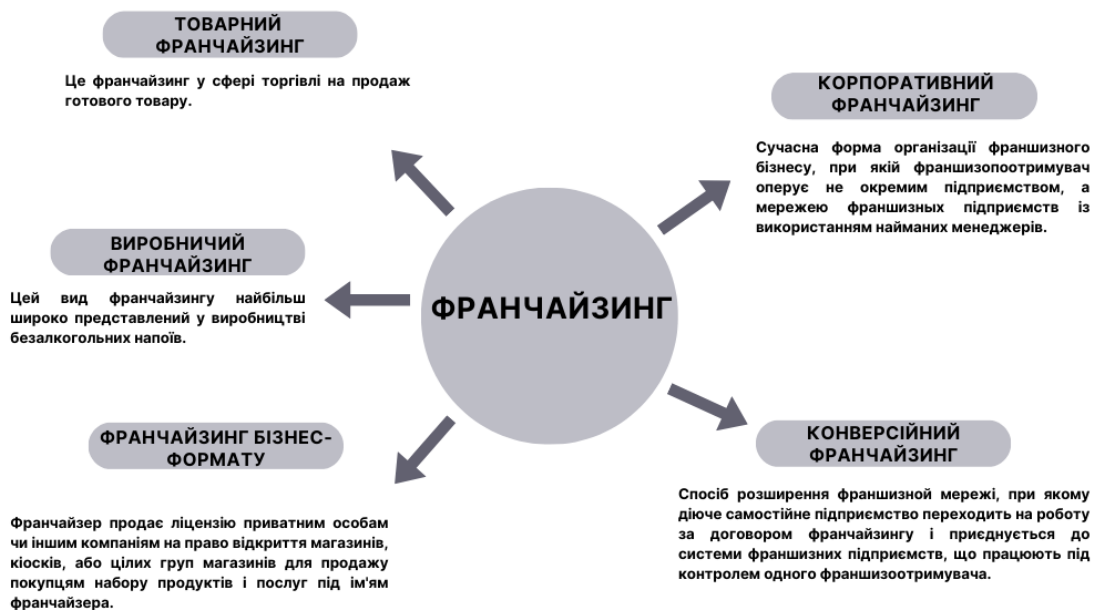 ТОВАРНИЙ
ФРАНЧАЙЗИНГ
Це франчайзинг у сфері торгівлі на продаж
готового товару.
КОРПОРАТИВНИЙ
ФРАНЧАЙЗИНГ
Сучасна форма організації франшизного
бізнесу, при якій франшизопоотримувач
оперує не окремим підприємством, а
мережею франшизних підприємств із
використанням найманих менеджерів.
ВИРОБНИЧИЙ
ФРАНЧАЙЗИНГ
Цей вид франчайзингу найбільш
широко представлений у виробництві
безалкогольних напоїв.
ФРАНЧАЙЗИНГ
ФРАНЧАЙЗИНГ БІЗНЕС-
ФОРМАТУ
Франчайзер продає ліцензію приватним особам
чи іншим компаніям на право відкриття магазинів,
кіосків, або цілих груп магазинів для продажу
покупцям набору продуктів і послуг під ім'ям
франчайзера.
КОНВЕРСІЙНИЙ
ФРАНЧАЙЗИНГ
Спосіб розширення франшизної мережі, при якому
діюче самостійне підприємство переходить на роботу
за договором франчайзингу і приєднується до
системи франшизних підприємств, що працюють під
контролем одного франшизоотримувача.